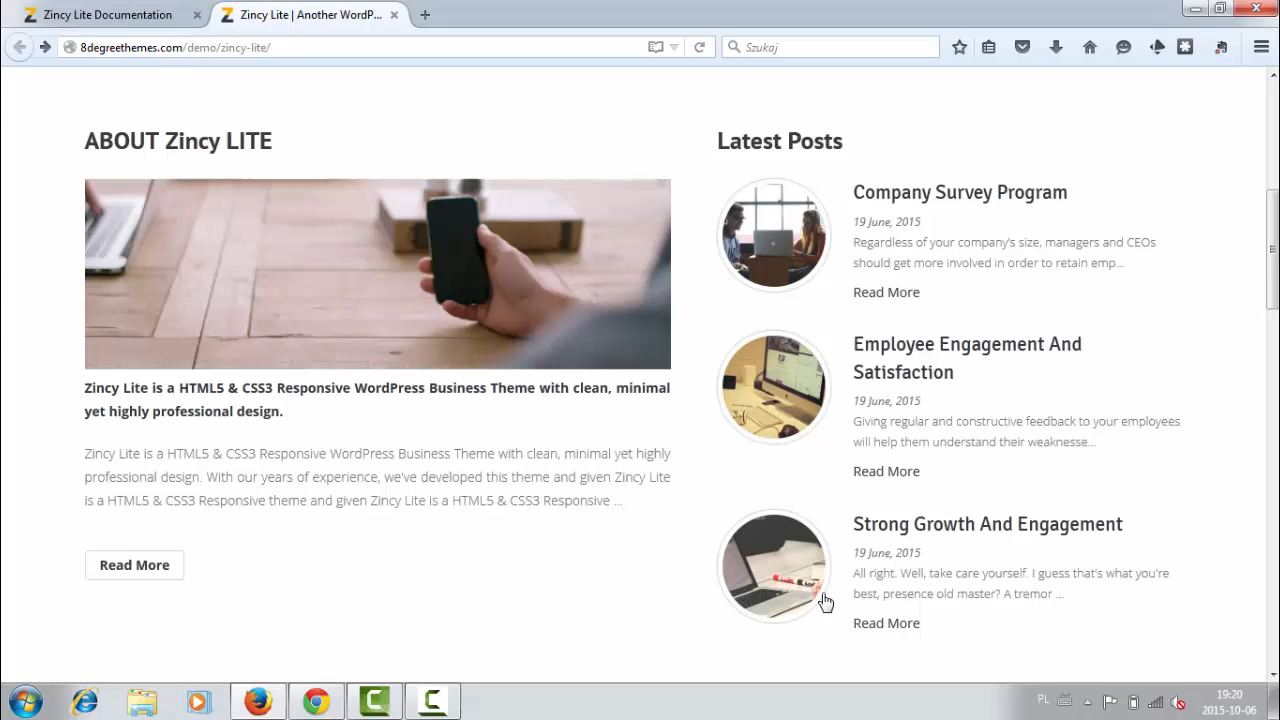 Zincy Lite Documentation
Zincy Lite | Another WordP...
8degreethemes.com/demo/zincy-lite/
Szukaj
ABOUT Zincy LITE
Zincy Lite is a HTML5 & CSS3 Responsive WordPress Business Theme with clean, minimal
yet highly professional design.
Zincy Lite is a HTML5 & CSS3 Responsive WordPress Business Theme with clean, minimal yet highly
professional design. With our years of experience, we've developed this theme and given Zincy Lite
is a HTML5 & CSS3 Responsive theme and given Zincy Lite is a HTML5 & CSS3 Responsive ...
Read More
Latest Posts
Company Survey Program
19 June, 2015
Regardless of your company's size, managers and CEOs
should get more involved in order to retain emp...
Read More
Employee Engagement And
Satisfaction
19 June, 2015
Giving regular and constructive feedback to your employees
will help them understand their weaknesse...
Read More
Strong Growth And Engagement
19 June, 2015
All right. Well, take care yourself. I guess that's what you're
best, presence old master? A tremor ...
Read More
PL
19:20
2015-10-06